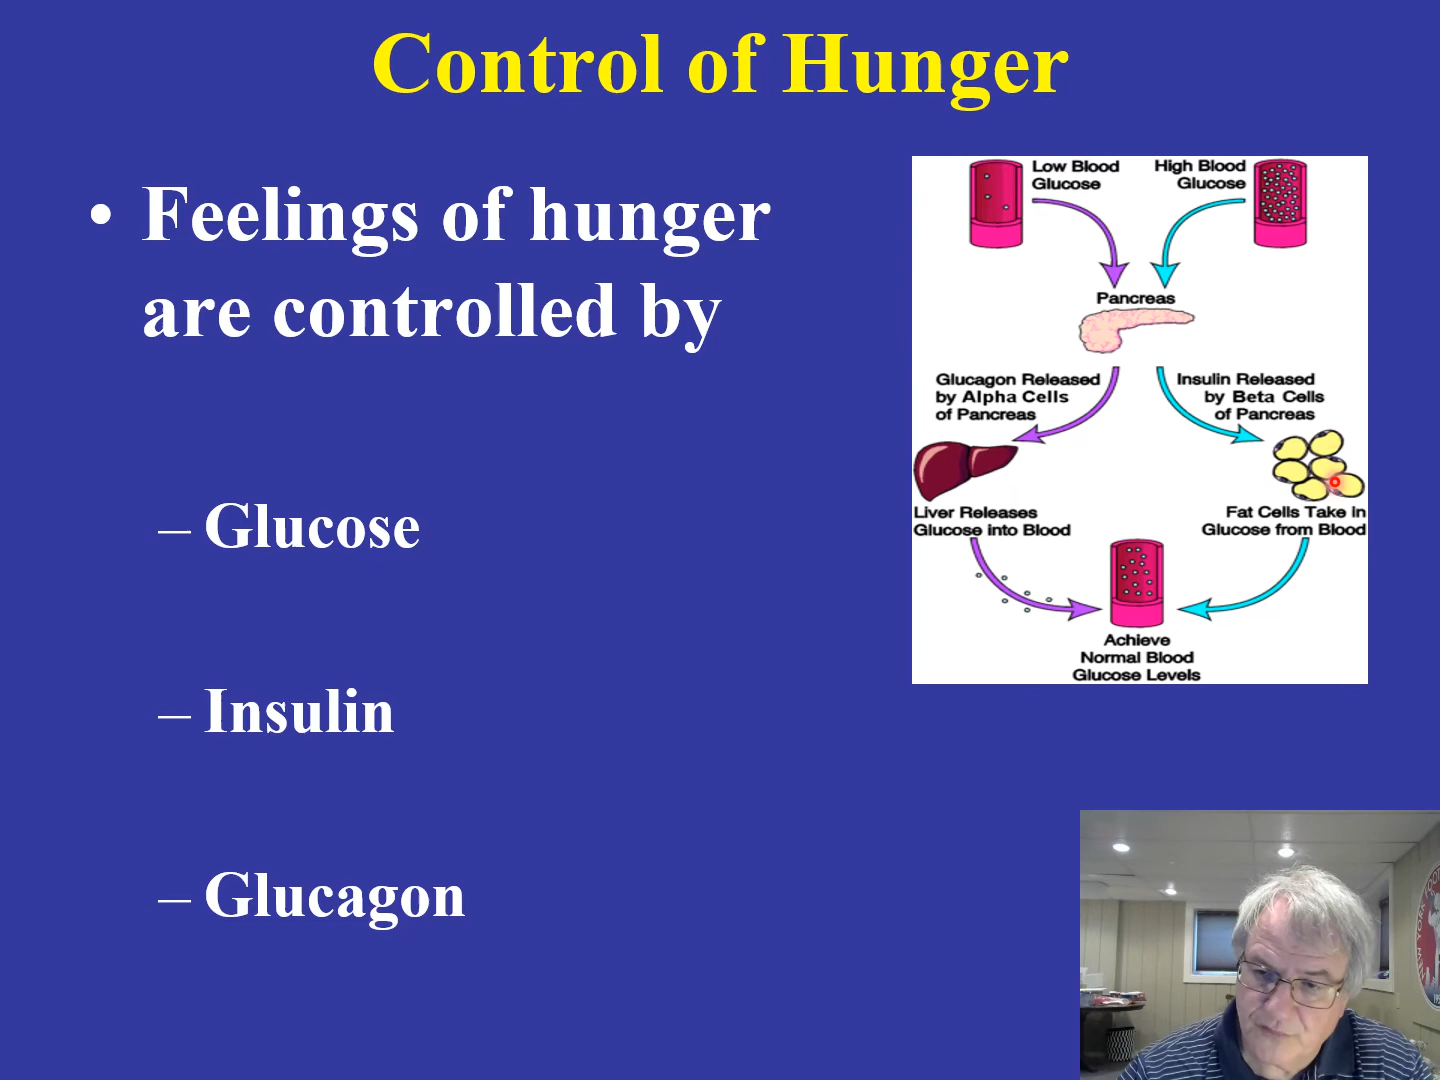 Control of Hunger
• Feelings of hunger
are controlled by
– Glucose
– Insulin
– Glucagon
Low Blood
Glucose
High Blood
Glucose
Pancreas
Glucagon Released
by Alpha Cells
of Pancreas
Insulin Released
by Beta Cells
of Pancreas
Liver Releases
Glucose into Blood
Fat Cells Take in
Glucose from Blood
Achieve
Normal Blood
Glucose Levels